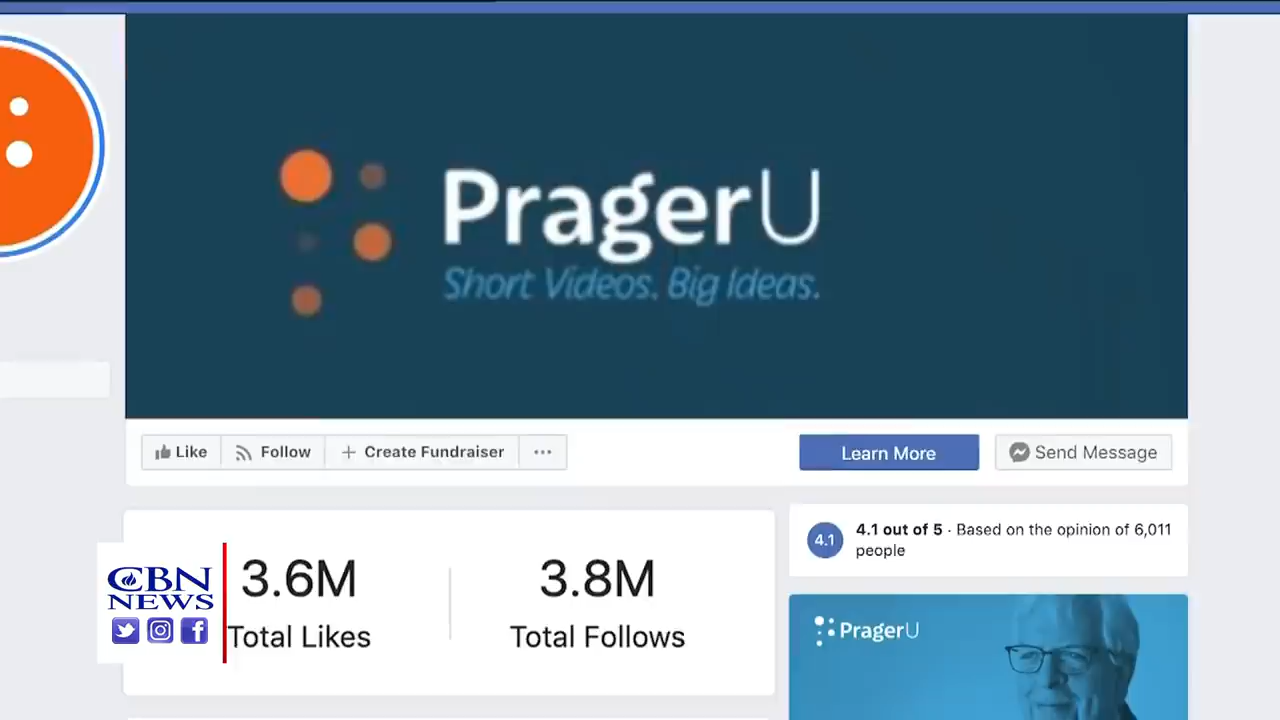 PragerU
Short Videos. Big Ideas.
Like
Follow
Create Fundraiser
Learn More
Send Message
4.1
4.1 out of 5 · Based on the opinion of 6,011
people
3.6M
3.8M
Total Likes
Total Follows
CBN
NEWS
PragerU